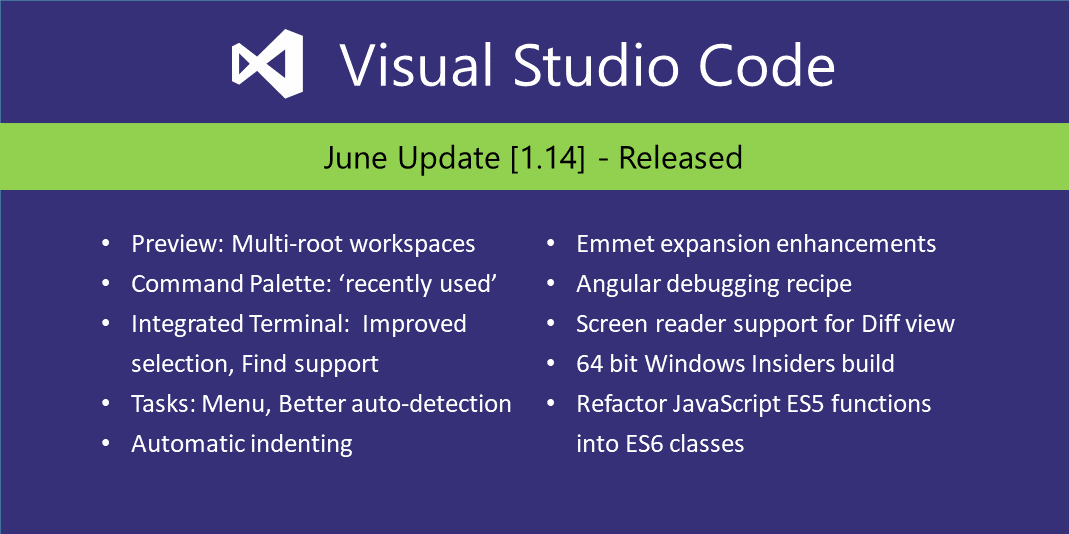 Visual Studio Code
June Update [1.14] - Released
• Preview: Multi-root workspaces
• Command Palette: ‘recently used’
• Integrated Terminal:  Improved
selection, Find support
• Tasks: Menu, Better auto-detection
• Automatic indenting
• Emmet expansion enhancements
• Angular debugging recipe
• Screen reader support for Diff view
• 64 bit Windows Insiders build
• Refactor JavaScript ES5 functions
into ES6 classes